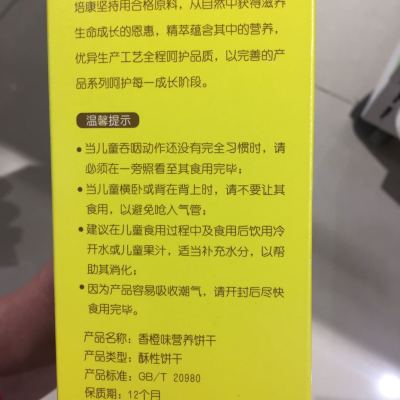 培康坚持用合格原料，从自然中获得滋养
生命成长的恩惠，精萃蕴含其中的营养，
优异生产工艺全程呵护品质，以完善的产
品系列呵护每一成长阶段。
温馨提示
●当儿童吞咽动作还没有完全习惯时，请
必须在一旁照看至其食用完毕；
●当儿童横卧或背在背上时，请不要让其
食用，以避免呛入气管；
●建议在儿童食用过程中及食用后饮用冷
开水或儿童果汁，适当补充水分，以帮
助其消化；
●因为产品容易吸收潮气，请开封后尽快
食用完毕。
产品名称：香橙味营养饼干
产品类型：酥性饼干
产品标准：GB/T 20980
保质期：12个月